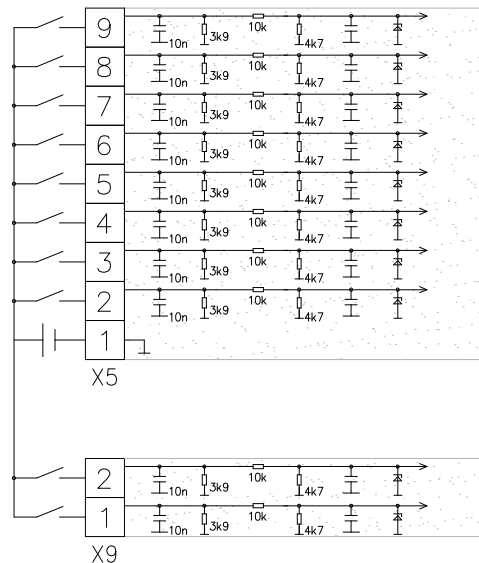 9 10n 3k9 10k 4k7
8 10n 3k9 10k 4k7
7 10n 3k9 10k 4k7
6 10n 3k9 10k 4k7
5 10n 3k9 10k 4k7
4 10n 3k9 10k 4k7
3 10n 3k9 10k 4k7
2 10n 3k9 10k 4k7
1
X5
2 10n 3k9 10k 4k7
1 10n 3k9 10k 4k7
X9